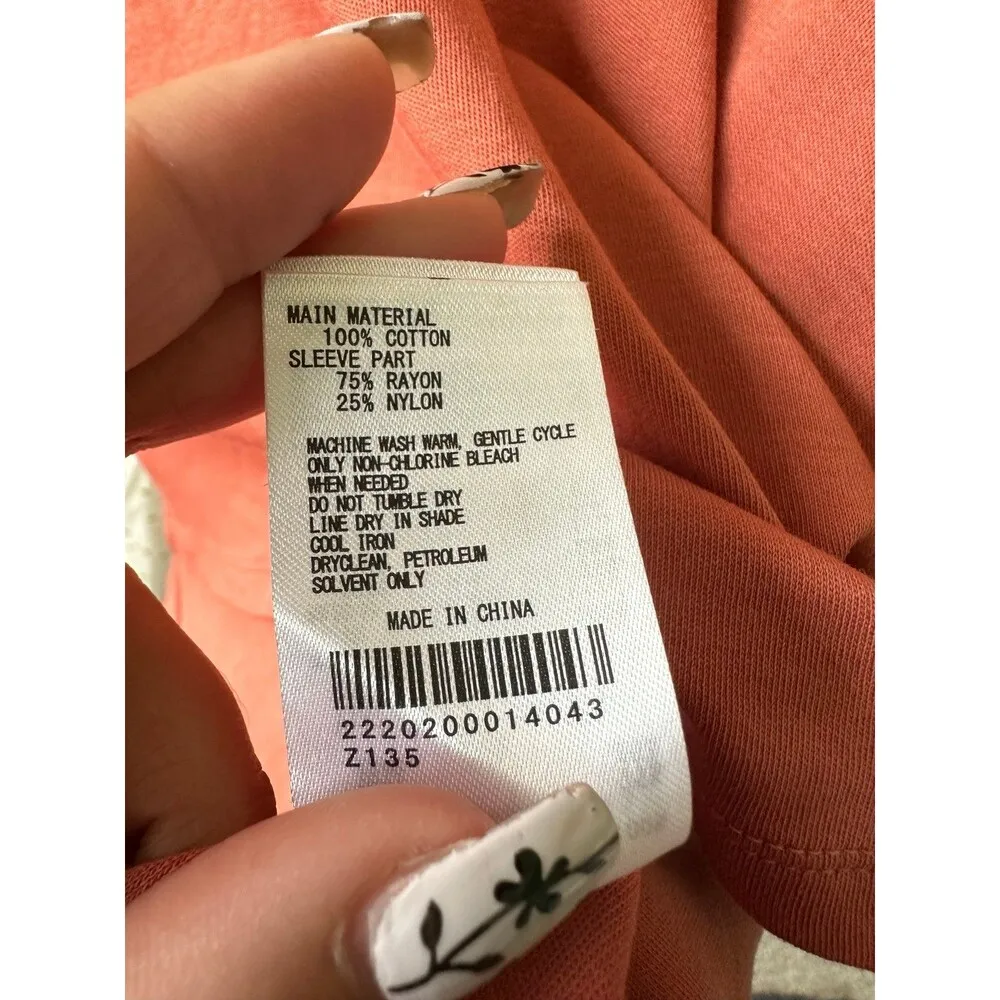 MAIN MATERIAL
100% COTTON
SLEEVE PART
75% RAYON
25% NYLON
MACHINE WASH WARM, GENTLE CYCLE
ONLY NON-CHLORINE BLEACH
WHEN NEEDED
DO NOT TUMBLE DRY
LINE DRY IN SHADE
COOL IRON
DRYCLEAN, PETROLEUM
SOLVENT ONLY
MADE IN CHINA
2220200014043
Z135